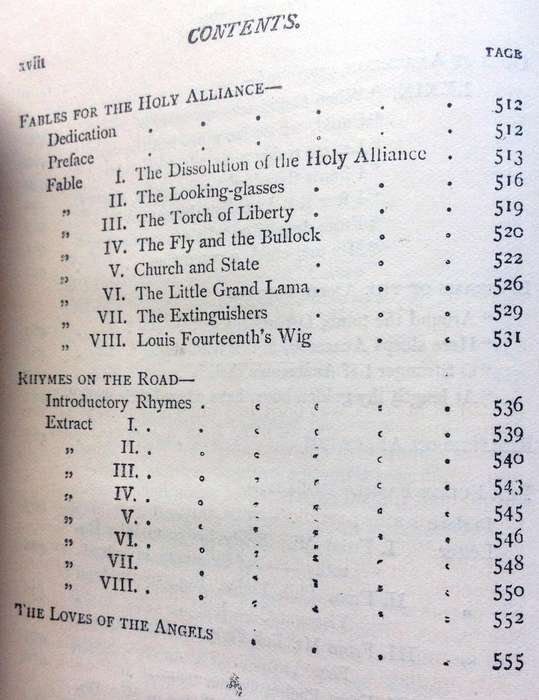 CONTENTS.
xviii
PAGE
FABLES FOR THE HOLY ALLIANCE—
Dedication . . . . . . 512
Preface . . . . . . 512
Fable I. The Dissolution of the Holy Alliance . 513
„ II. The Looking-glasses . . . 516
„ III. The Torch of Liberty . . . 519
„ IV. The Fly and the Bullock . . 520
„ V. Church and State . . . 522
„ VI. The Little Grand Lama . . . 526
„ VII. The Extinguishers . . . 529
„ VIII. Louis Fourteenth's Wig . . 531
RHYMES ON THE ROAD—
Introductory Rhymes . . . . . 536
Extract I. . . . . . 539
„ II. . . . . . 540
„ III. . . . . . 543
„ IV. . . . . . 545
„ V. . . . . . 546
„ VI. . . . . . 548
„ VII. . . . . . 550
„ VIII. . . . . . 552
THE LOVES OF THE ANGELS . . . . 555